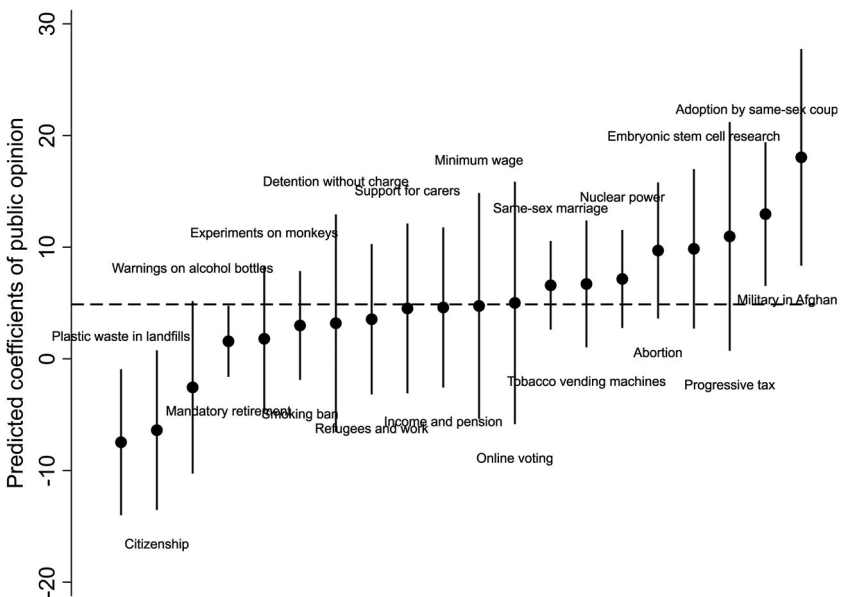 Predicted coefficients of public opinion
30
20
10
0
-10
-20
Adoption by same-sex coup
Embryonic stem cell research
Minimum wage
Detention without charge
Support for carers
Nuclear power
Same-sex marriage
Experiments on monkeys
Warnings on alcohol bottles
Military in Afghan
Plastic waste in landfills
Abortion
Tobacco vending machines
Progressive tax
Mandatory retirement
Smoking ban
Income and pension
Refugees and work
Online voting
Citizenship